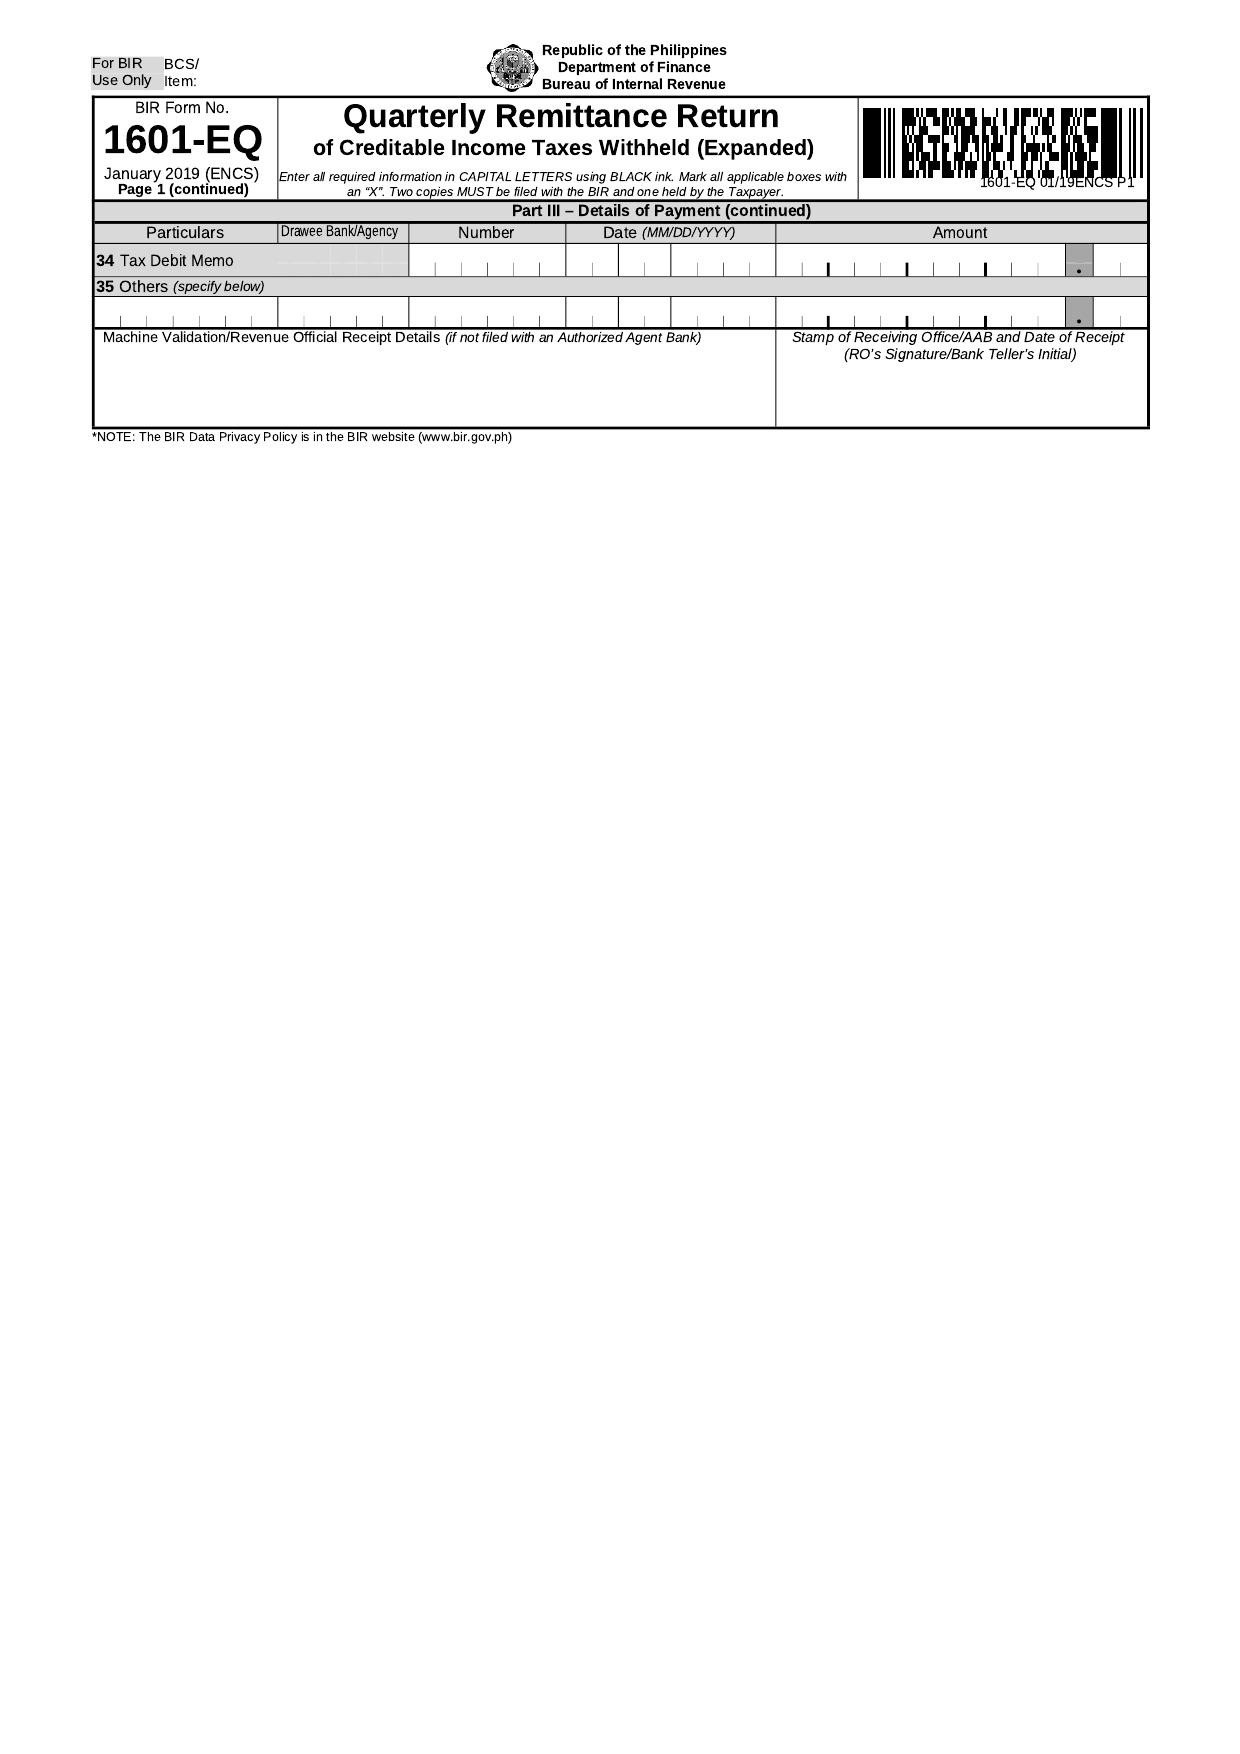 Republic of the Philippines
For BIR BCS/
Department of Finance
Use Only Item:
Bureau of Internal Revenue
BIR Form No.
1601-EQ
January 2019 (ENCS)
Page 1 (continued)
Quarterly Remittance Return
of Creditable Income Taxes Withheld (Expanded)
Enter all required information in CAPITAL LETTERS using BLACK ink. Mark all applicable boxes with
an “X”. Two copies MUST be filed with the BIR and one held by the Taxpayer.
1601-EQ 01/19ENCS P1
Part III – Details of Payment (continued)
Particulars Drawee Bank/Agency Number Date (MM/DD/YYYY) Amount
34 Tax Debit Memo .
35 Others (specify below)
.
Machine Validation/Revenue Official Receipt Details (if not filed with an Authorized Agent Bank)
Stamp of Receiving Office/AAB and Date of Receipt
(RO’s Signature/Bank Teller’s Initial)
*NOTE: The BIR Data Privacy Policy is in the BIR website (www.bir.gov.ph)